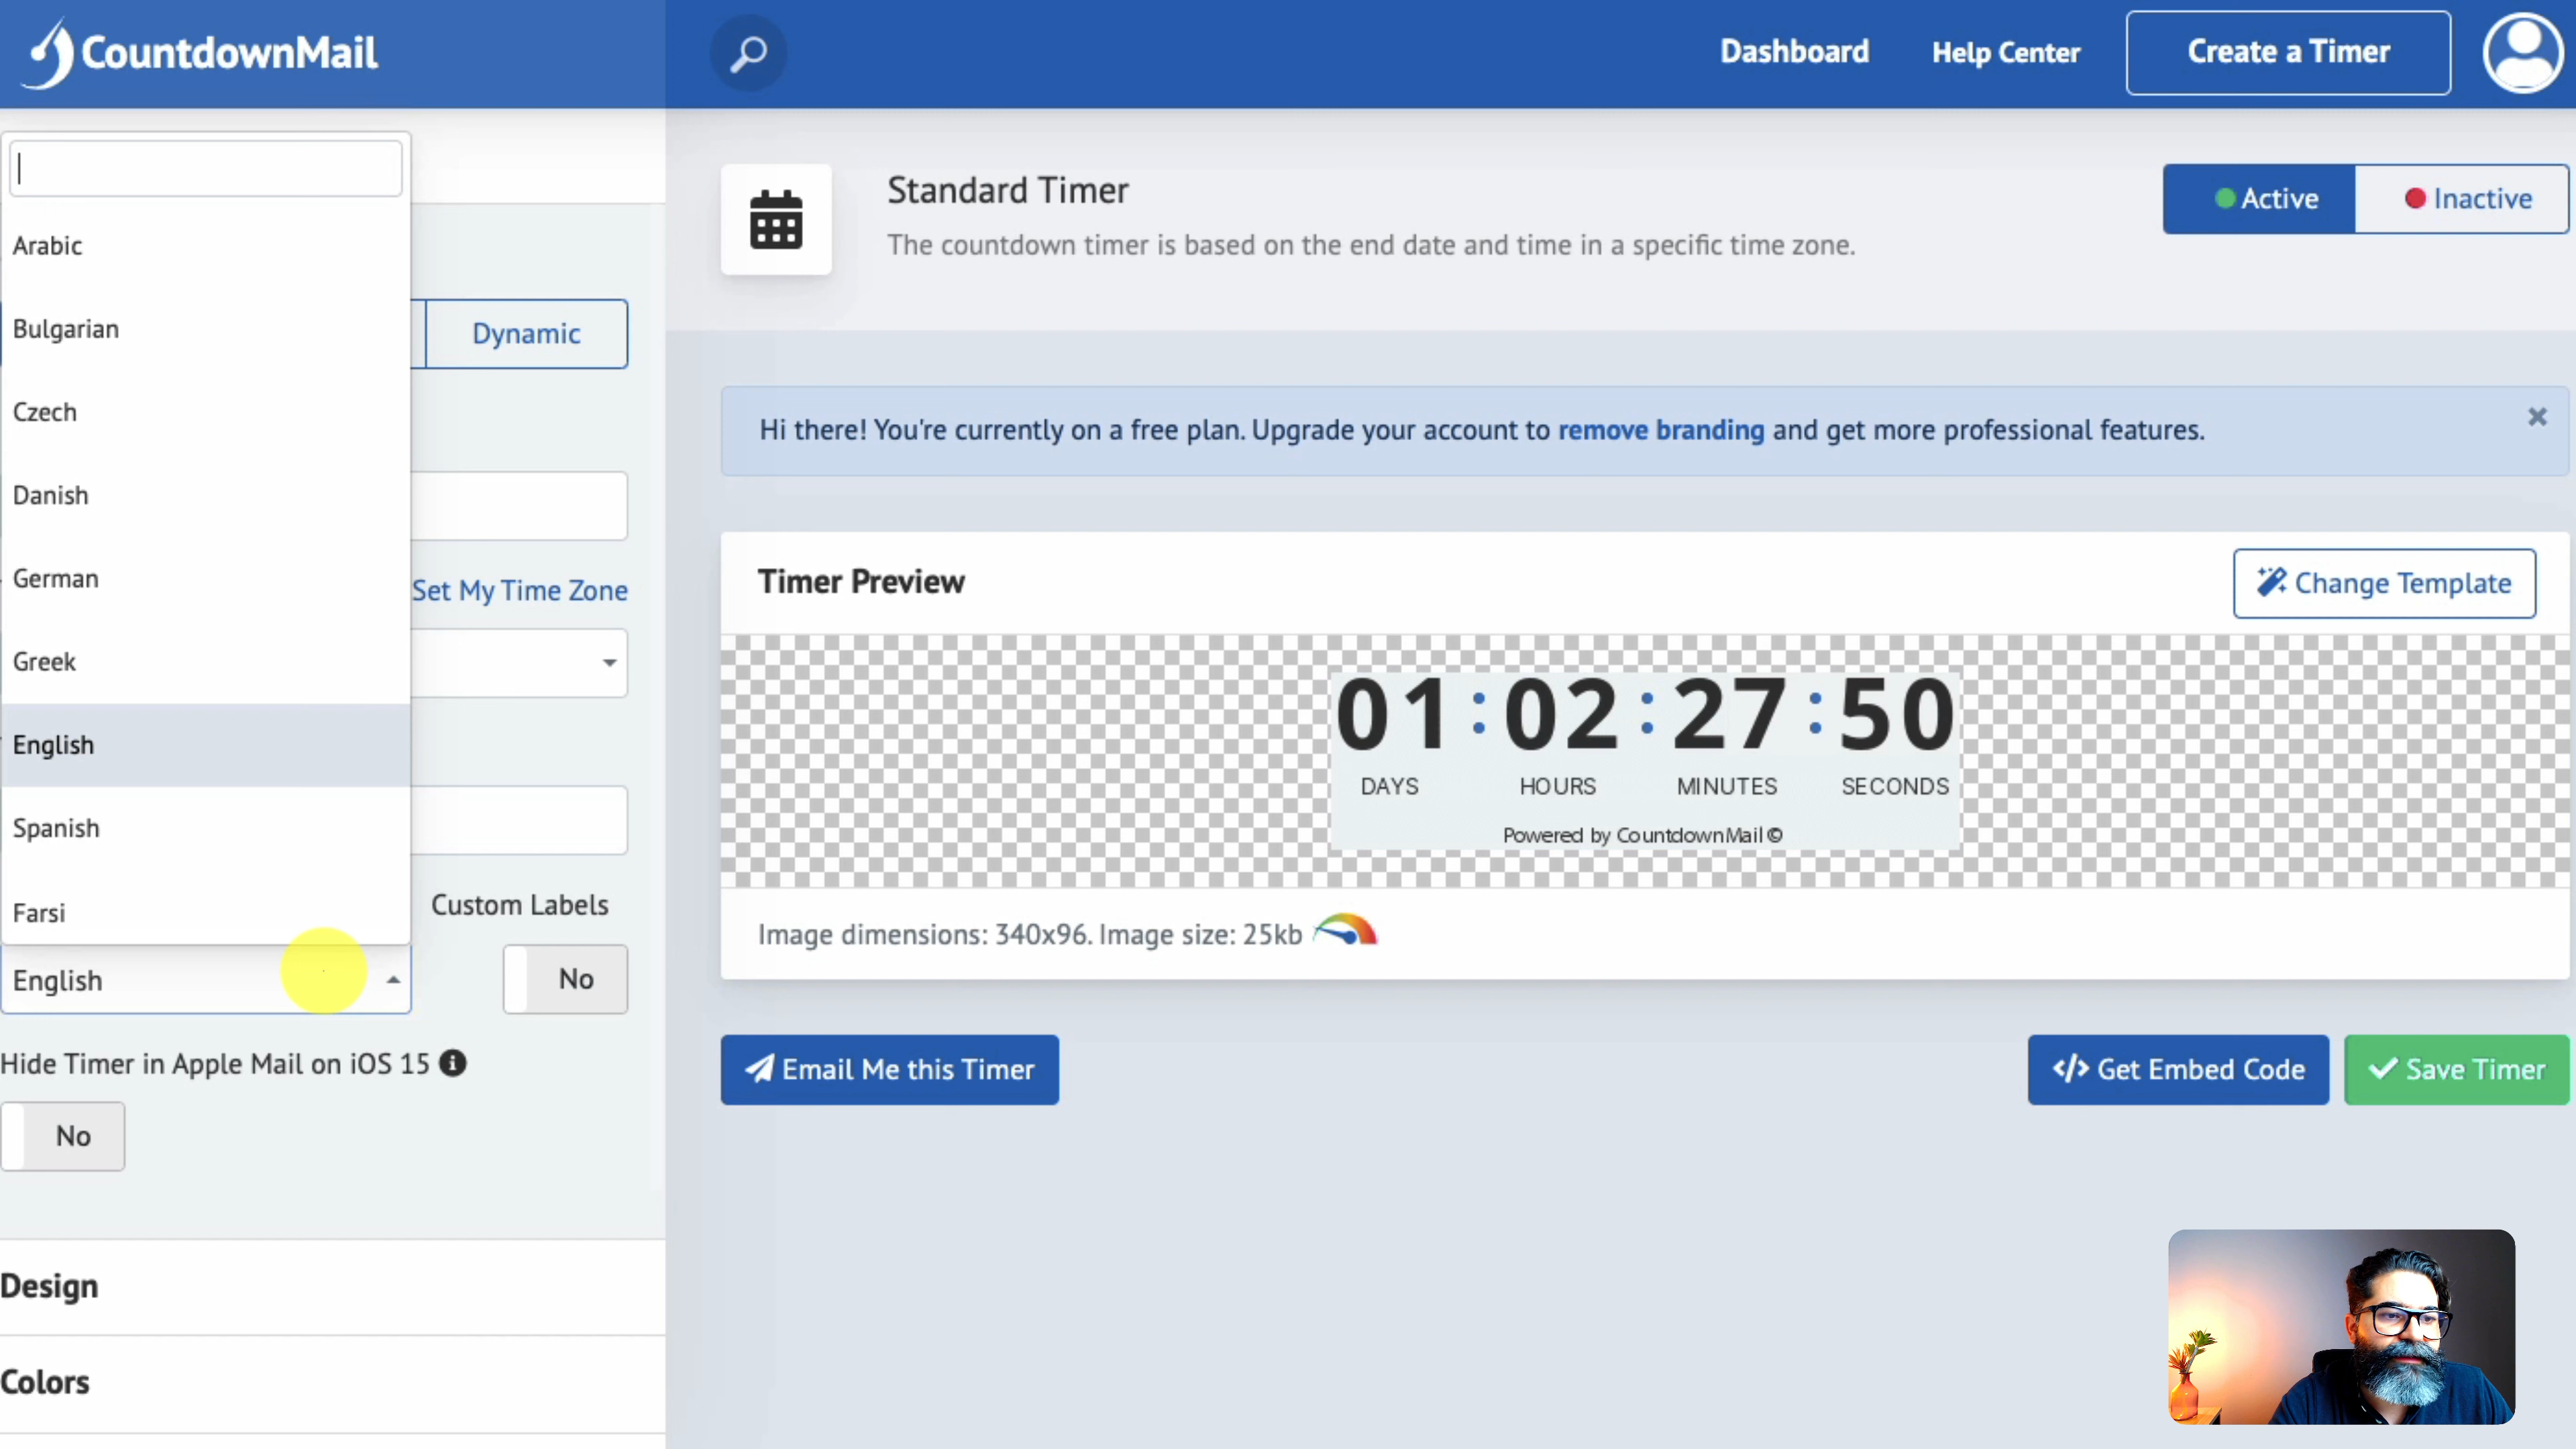 CountdownMail
Dashboard
Help Center
Create a Timer
Arabic
Bulgarian
Czech
Danish
German
Greek
English
Spanish
Farsi
English
Dynamic
Set My Time Zone
Custom Labels
No
Hide Timer in Apple Mail on iOS 15
No
Design
Colors
Standard Timer
The countdown timer is based on the end date and time in a specific time zone.
Active
Inactive
Hi there! You're currently on a free plan. Upgrade your account to remove branding and get more professional features.
Timer Preview
Change Template
01:02:27:50
DAYS HOURS MINUTES SECONDS
Powered by CountdownMail ©
Image dimensions: 340x96. Image size: 25kb
Email Me this Timer
</> Get Embed Code
Save Timer